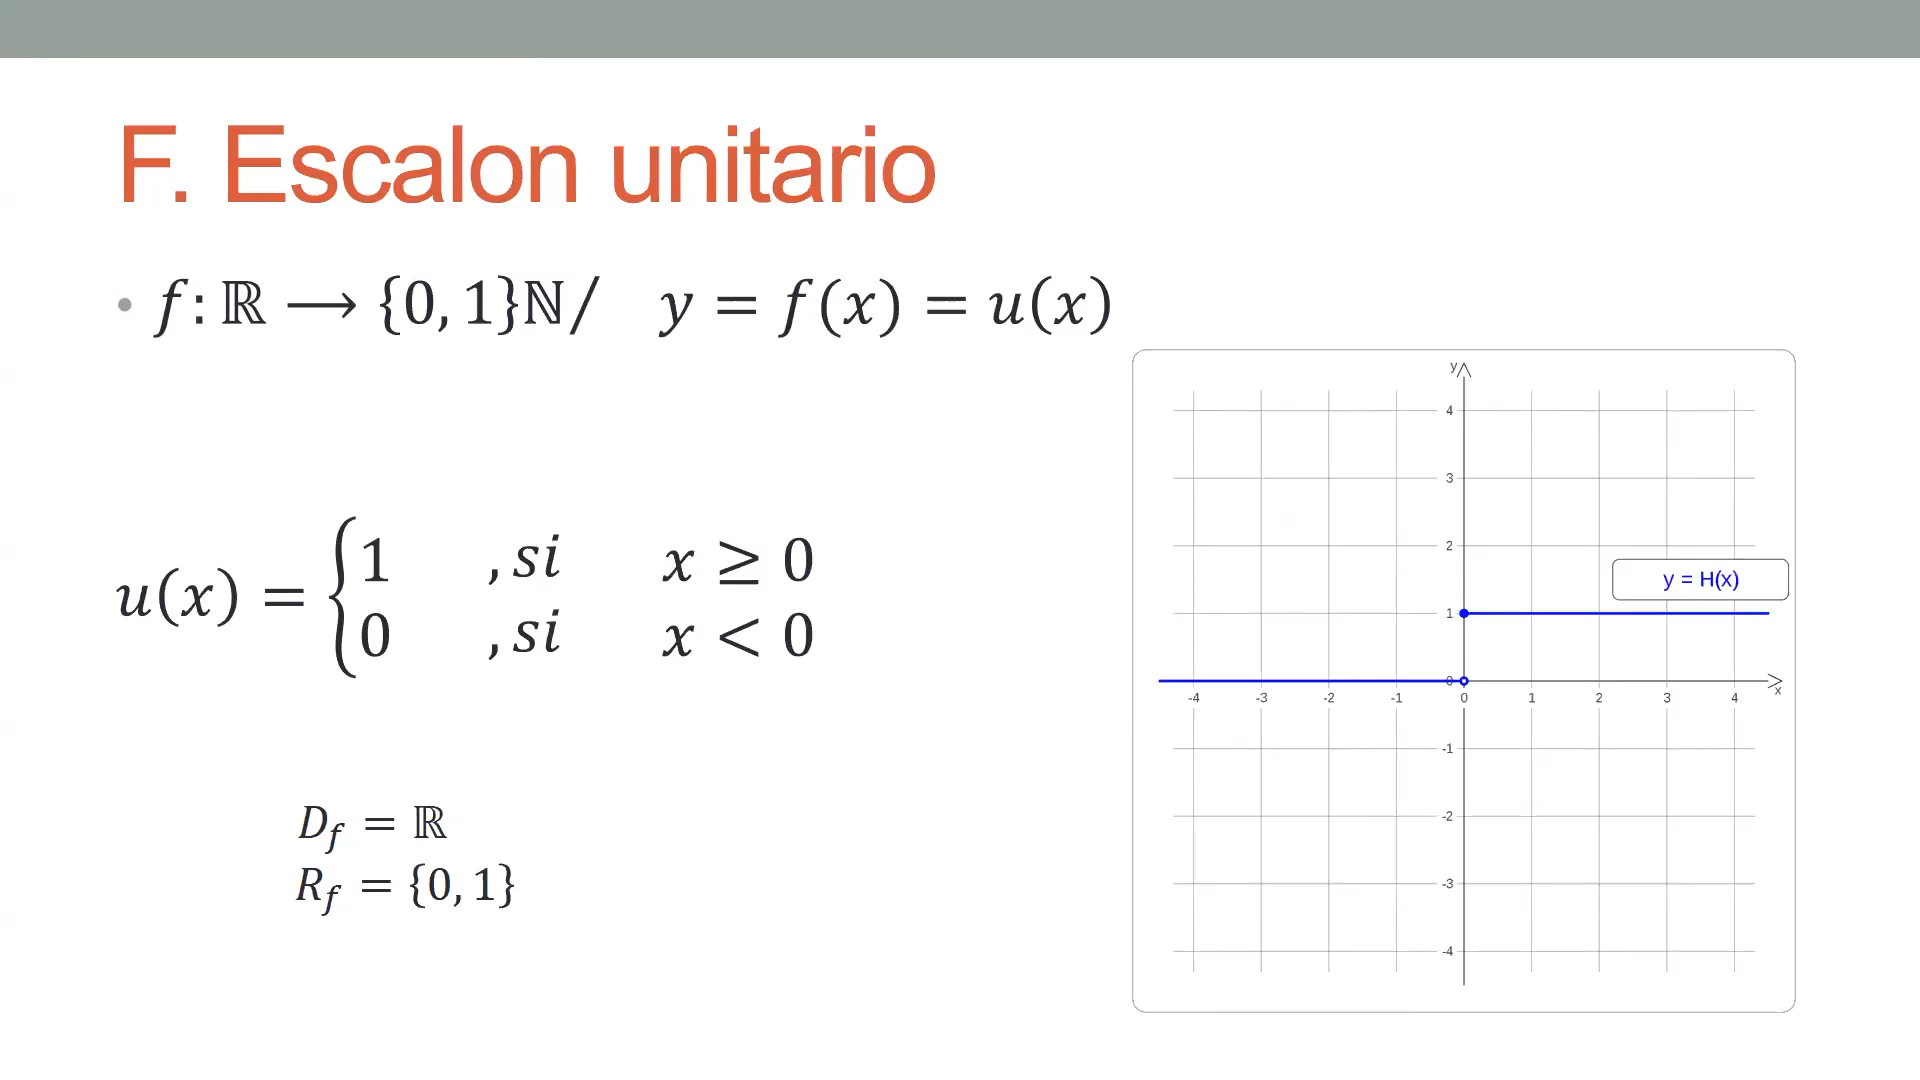 F. Escalon unitario
• f: ℝ ⟶ {0, 1}ℕ/ y = f(x) = u(x)
u(x) = {1 , si x ≥ 0
0 , si x < 0
D_f = ℝ
R_f = {0, 1}
y
4
3
2
y = H(x)
1
0
x
-4 -3 -2 -1 0 1 2 3 4
-1
-2
-3
-4